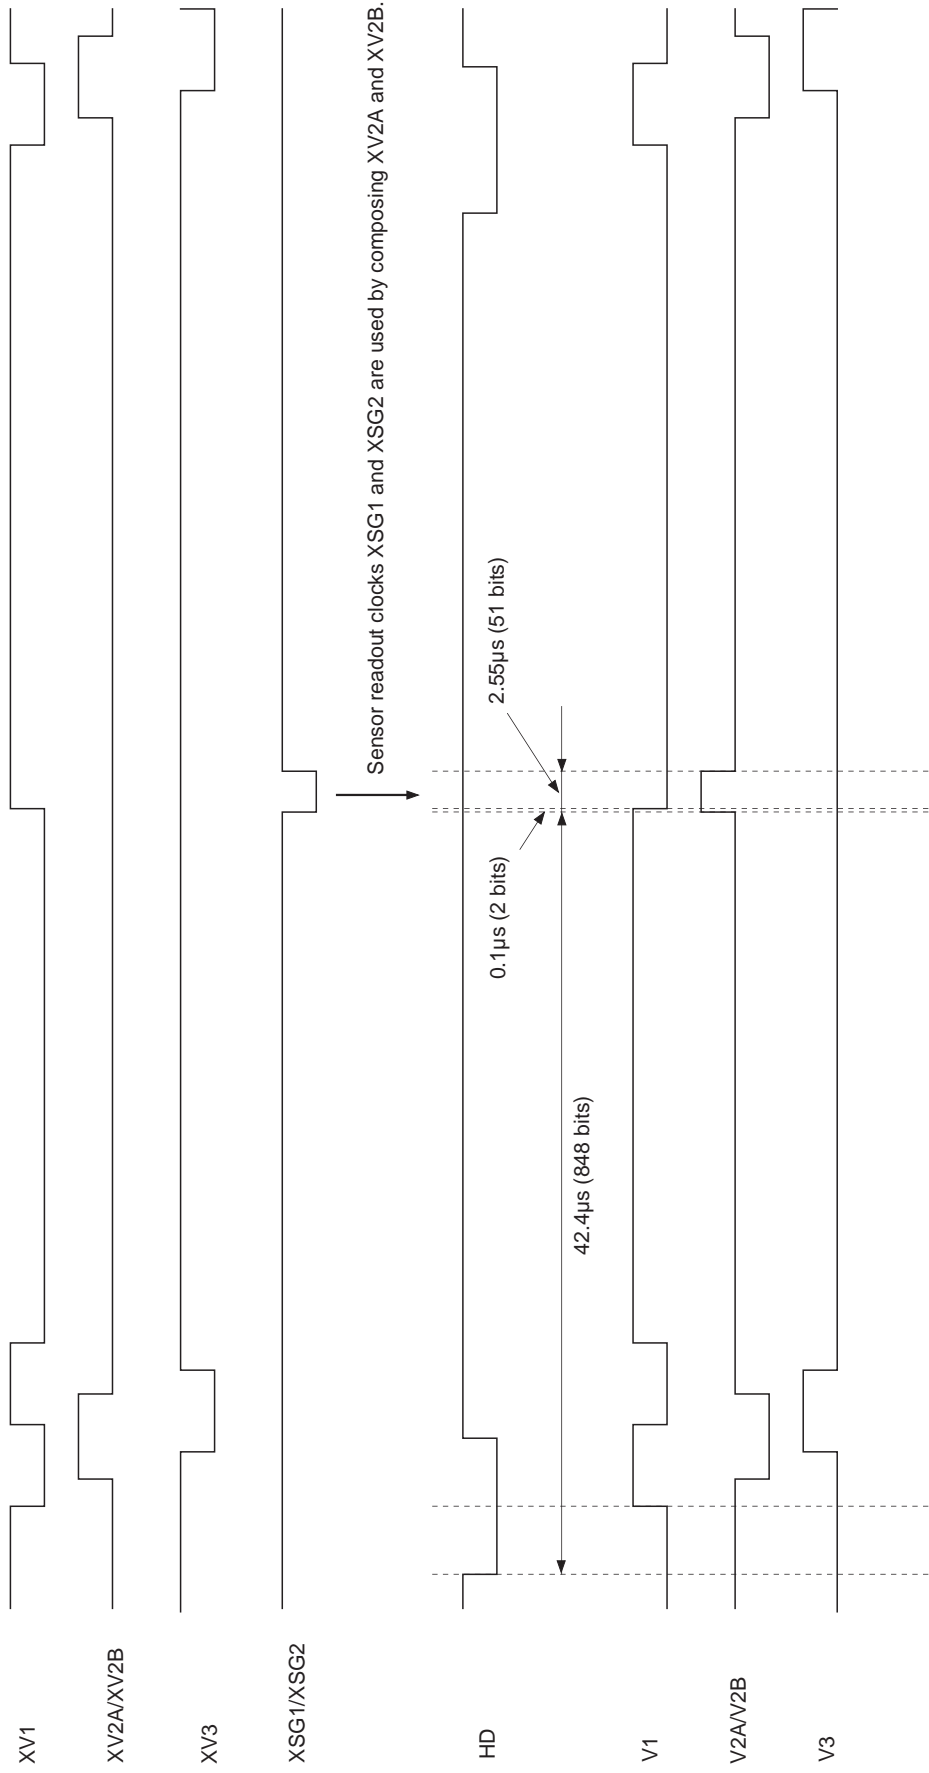 XV1
XV2A/XV2B
XV3
XSG1/XSG2
Sensor readout clocks XSG1 and XSG2 are used by composing XV2A and XV2B.
HD
0.1µs (2 bits)
2.55µs (51 bits)
42.4µs (848 bits)
V1
V2A/V2B
V3